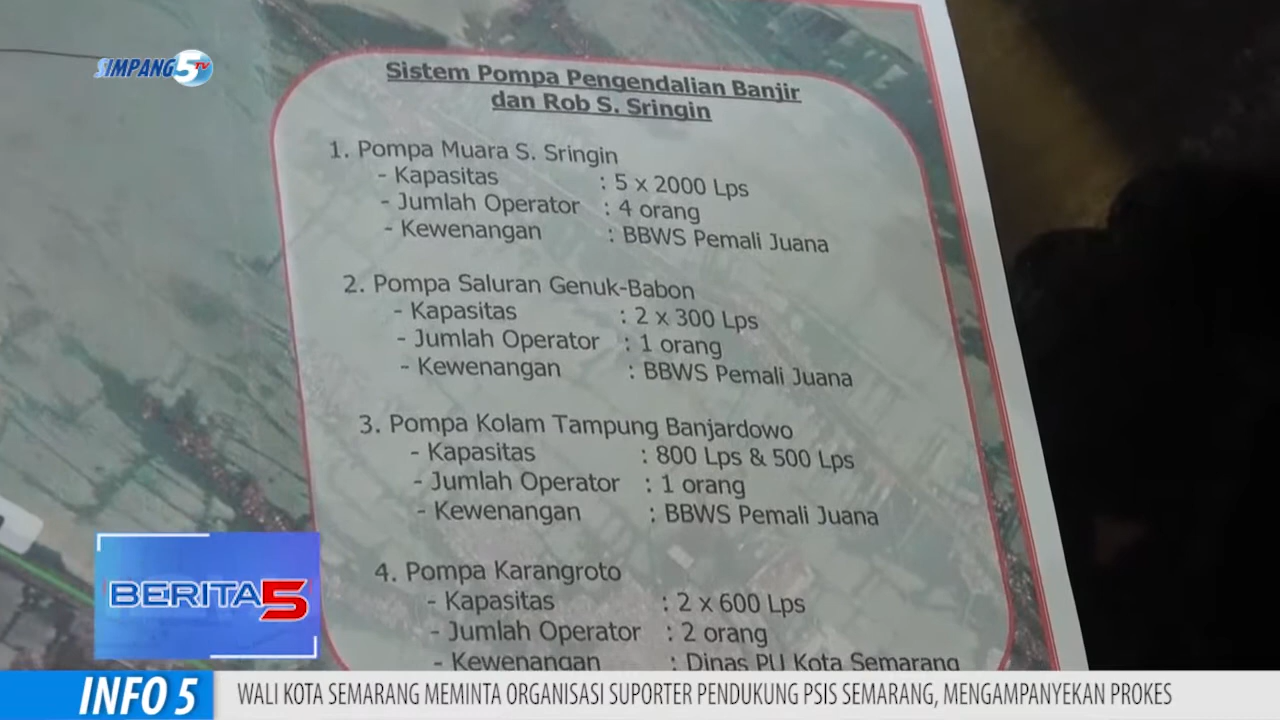 SIMPANG5 TV
Sistem Pompa Pengendalian Banjir
dan Rob S. Sringin
1. Pompa Muara S. Sringin
- Kapasitas : 5 x 2000 Lps
- Jumlah Operator : 4 orang
- Kewenangan : BBWS Pemali Juana
2. Pompa Saluran Genuk-Babon
- Kapasitas : 2 x 300 Lps
- Jumlah Operator : 1 orang
- Kewenangan : BBWS Pemali Juana
3. Pompa Kolam Tampung Banjardowo
- Kapasitas : 800 Lps & 500 Lps
- Jumlah Operator : 1 orang
- Kewenangan : BBWS Pemali Juana
4. Pompa Karangroto
- Kapasitas : 2 x 600 Lps
- Jumlah Operator : 2 orang
- Kewenangan : Dinas PU Kota Semarang
BERITA 5
INFO 5 WALI KOTA SEMARANG MEMINTA ORGANISASI SUPORTER PENDUKUNG PSIS SEMARANG, MENGAMPANYEKAN PROKES